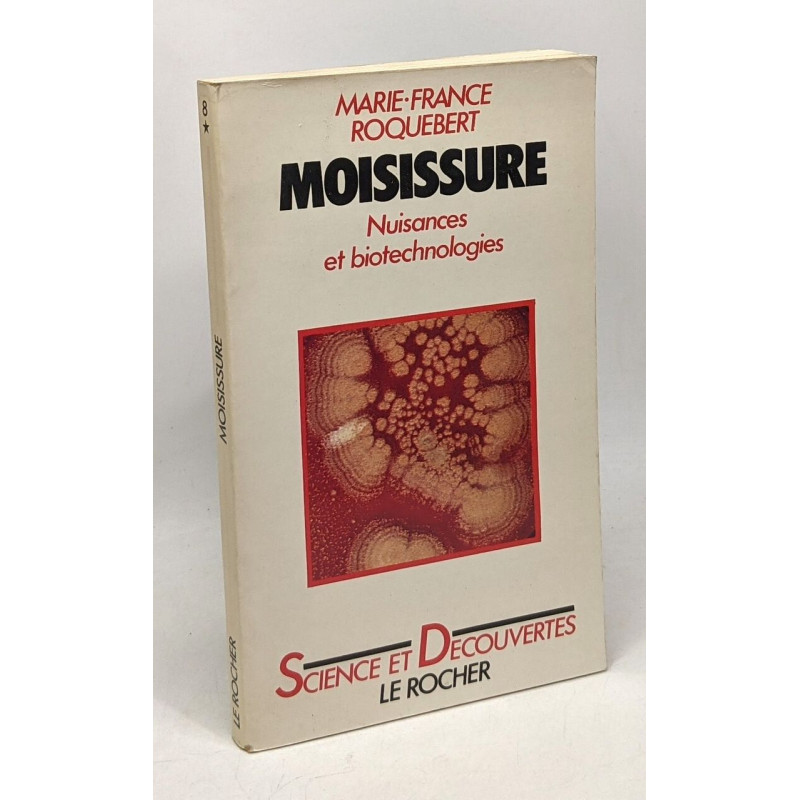 MARIE·FRANCE
ROQUEBERT
MOISISSURE
Nuisances
et biotechnologies
SCIENCE ET DECOUVERTES
LE ROCHER
8 *
MOISISSURE
LE ROCHER